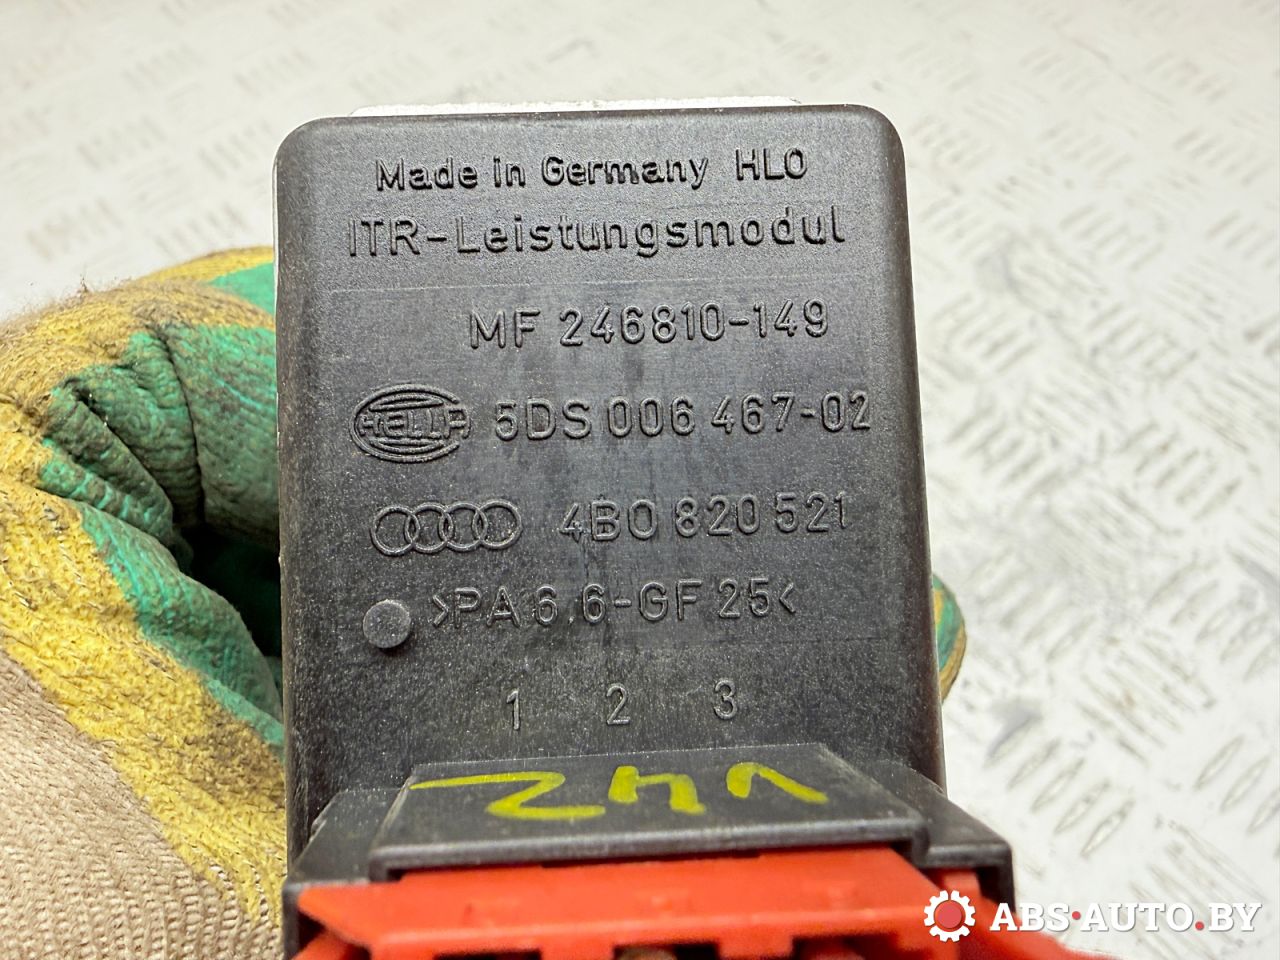 Made in Germany HLO
ITR-Leistungsmodul
MF 246810-149
HELLA 5DS 006 467-02
4B0 820 521
>PA 6.6-GF 25<
1 2 3
V42
ABS-AUTO.BY